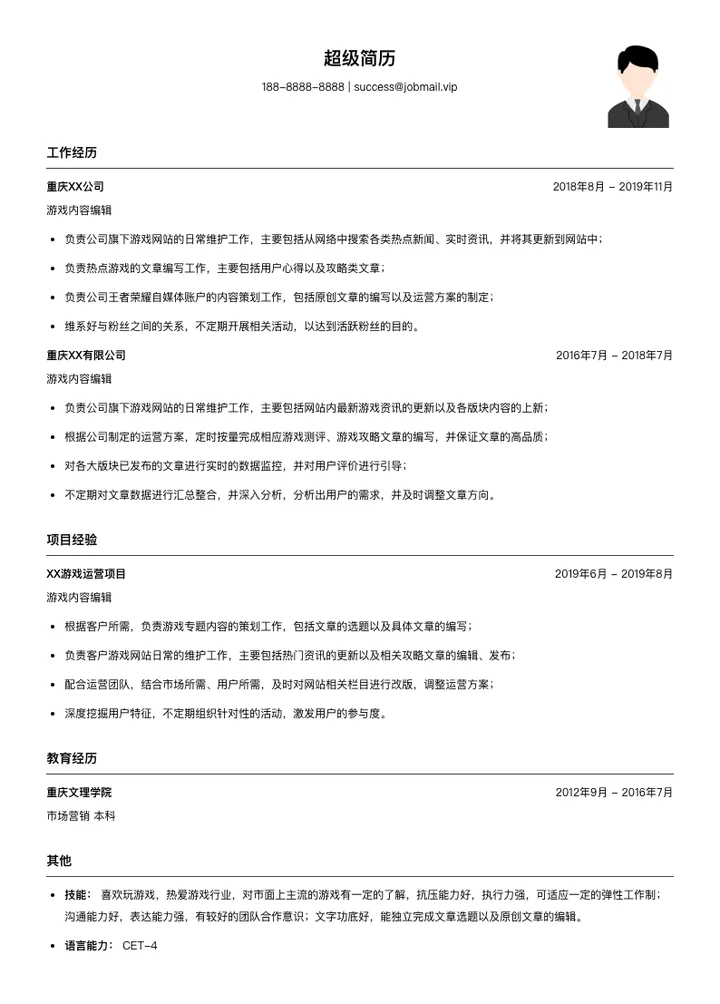 超级简历
188-8888-8888 | success@jobmail.vip
工作经历
重庆XX公司 2018年8月 – 2019年11月
游戏内容编辑
• 负责公司旗下游戏网站的日常维护工作，主要包括从网络中搜索各类热点新闻、实时资讯，并将其更新到网站中；
• 负责热点游戏的文章编写工作，主要包括用户心得以及攻略类文章；
• 负责公司王者荣耀自媒体账户的内容策划工作，包括原创文章的编写以及运营方案的制定；
• 维系好与粉丝之间的关系，不定期开展相关活动，以达到活跃粉丝的目的。
重庆XX有限公司 2016年7月 – 2018年7月
游戏内容编辑
• 负责公司旗下游戏网站的日常维护工作，主要包括网站内最新游戏资讯的更新以及各版块内容的上新；
• 根据公司制定的运营方案，定时按量完成相应游戏测评、游戏攻略文章的编写，并保证文章的高品质；
• 对各大版块已发布的文章进行实时的数据监控，并对用户评价进行引导；
• 不定期对文章数据进行汇总整合，并深入分析，分析出用户的需求，并及时调整文章方向。
项目经验
XX游戏运营项目 2019年6月 – 2019年8月
游戏内容编辑
• 根据客户所需，负责游戏专题内容的策划工作，包括文章的选题以及具体文章的编写；
• 负责客户游戏网站日常的维护工作，主要包括热门资讯的更新以及相关攻略文章的编辑、发布；
• 配合运营团队，结合市场所需、用户所需，及时对网站相关栏目进行改版，调整运营方案；
• 深度挖掘用户特征，不定期组织针对性的活动，激发用户的参与度。
教育经历
重庆文理学院 2012年9月 – 2016年7月
市场营销 本科
其他
• 技能： 喜欢玩游戏，热爱游戏行业，对市面上主流的游戏有一定的了解，抗压能力好，执行力强，可适应一定的弹性工作制；
沟通能力好，表达能力强，有较好的团队合作意识；文字功底好，能独立完成文章选题以及原创文章的编辑。
• 语言能力： CET-4